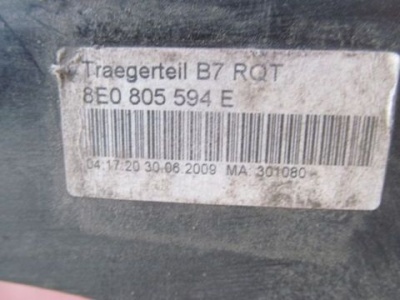 Traegerteil B7 RQT
8E0 805 594 E
04:17:20 30.06.2009 MA 301080